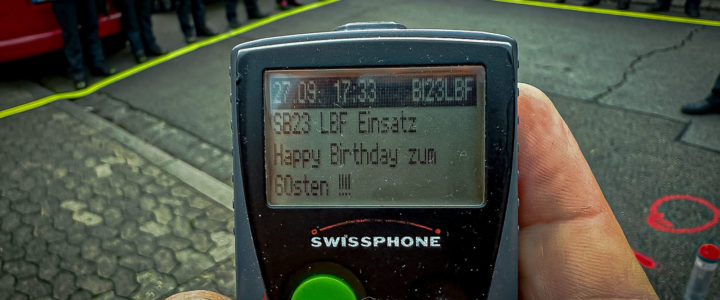 27.09. 17:33 BI23LBF
SB23 LBF Einsatz
Happy Birthday zum
60sten !!!!
SWISSPHONE